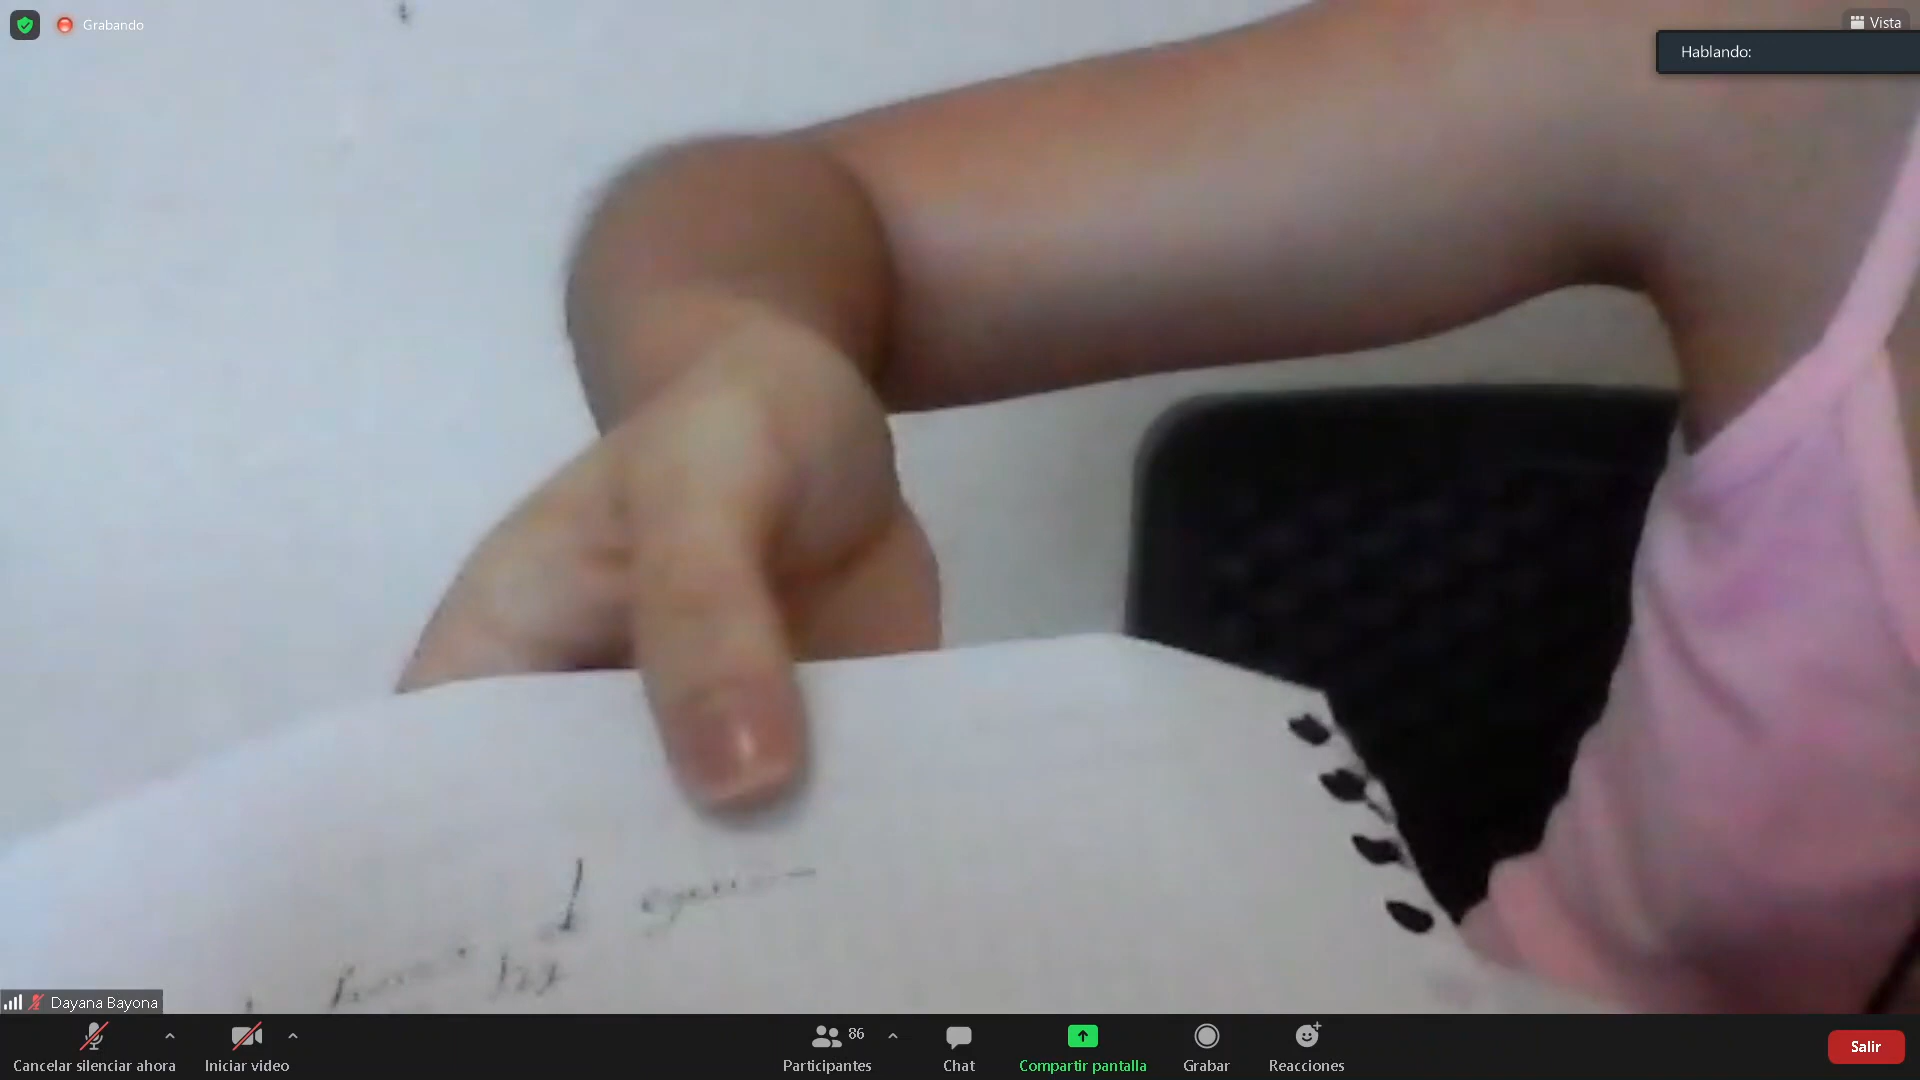 Grabando
Vista
Hablando:
Dayana Bayona
Cancelar silenciar ahora
Iniciar video
86
Participantes
Chat
Compartir pantalla
Grabar
Reacciones
Salir